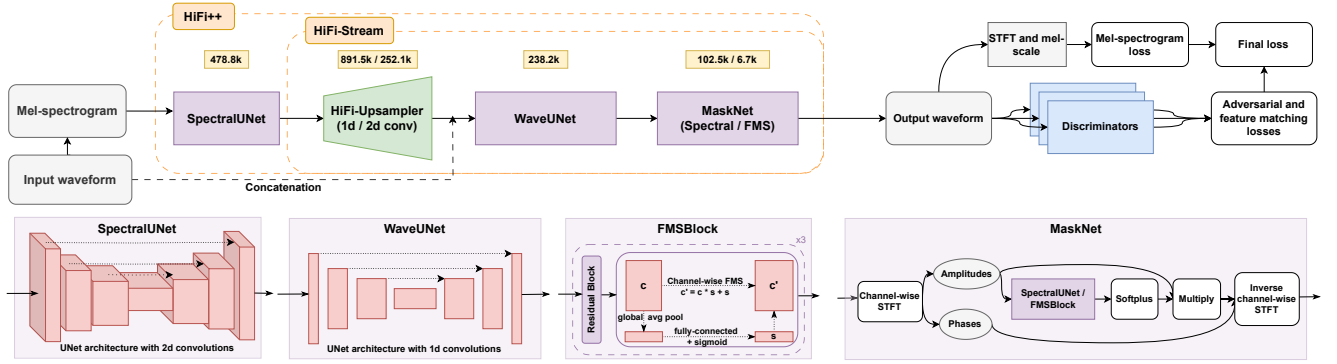 HiFi++
HiFi-Stream
478.8k
891.5k / 252.1k
238.2k
102.5k / 6.7k
Mel-spectrogram
Input waveform
SpectralUNet
HiFi-Upsampler
(1d / 2d conv)
WaveUNet
MaskNet
(Spectral / FMS)
Concatenation
Output waveform
STFT and mel-
scale
Mel-spectrogram
loss
Final loss
Discriminators
Adversarial and
feature matching
losses
SpectralUNet
UNet architecture with 2d convolutions
WaveUNet
UNet architecture with 1d convolutions
FMSBlock
x3
Residual Block
c
Channel-wise FMS
c' = c * s + s
c'
global avg pool
fully-connected
+ sigmoid
s
MaskNet
Channel-wise
STFT
Amplitudes
Phases
SpectralUNet /
FMSBlock
Softplus
Multiply
Inverse
channel-wise
STFT